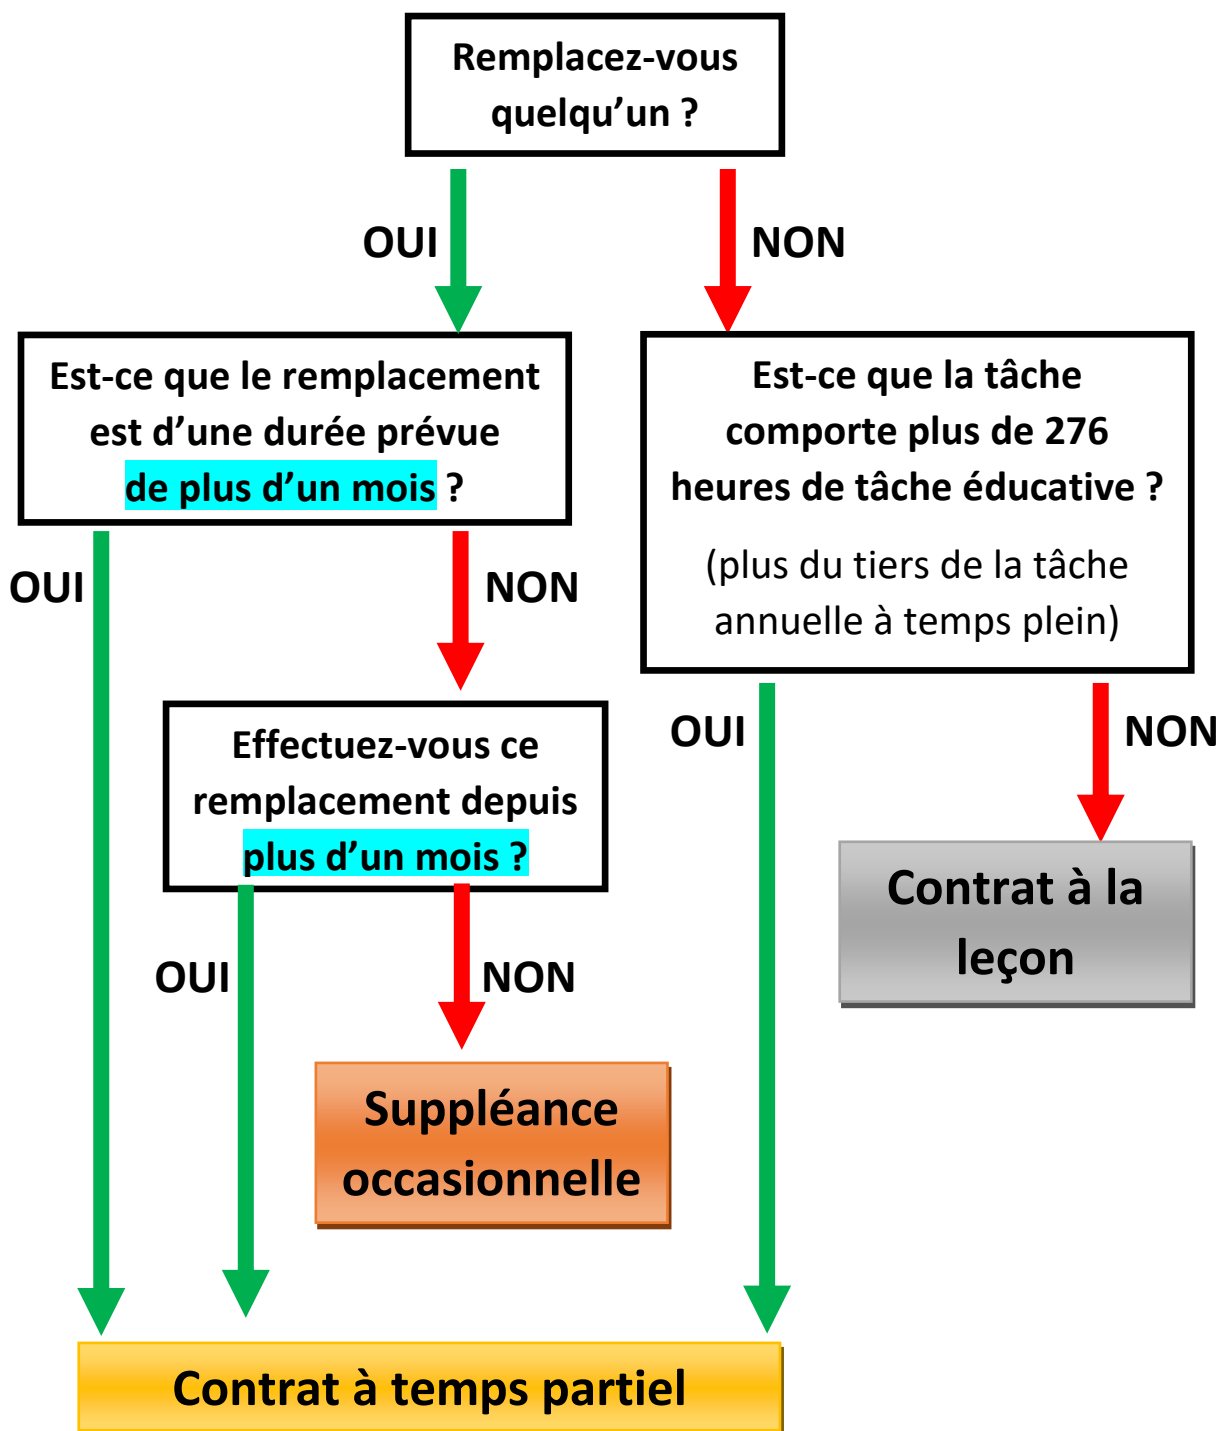 Remplacez-vous
quelqu’un ?
OUI
NON
Est-ce que le remplacement
est d’une durée prévue
de plus d’un mois ?
Est-ce que la tâche
comporte plus de 276
heures de tâche éducative ?
(plus du tiers de la tâche
annuelle à temps plein)
OUI
NON
Effectuez-vous ce
remplacement depuis
plus d’un mois ?
OUI
NON
Contrat à la
leçon
OUI
NON
Suppléance
occasionnelle
Contrat à temps partiel